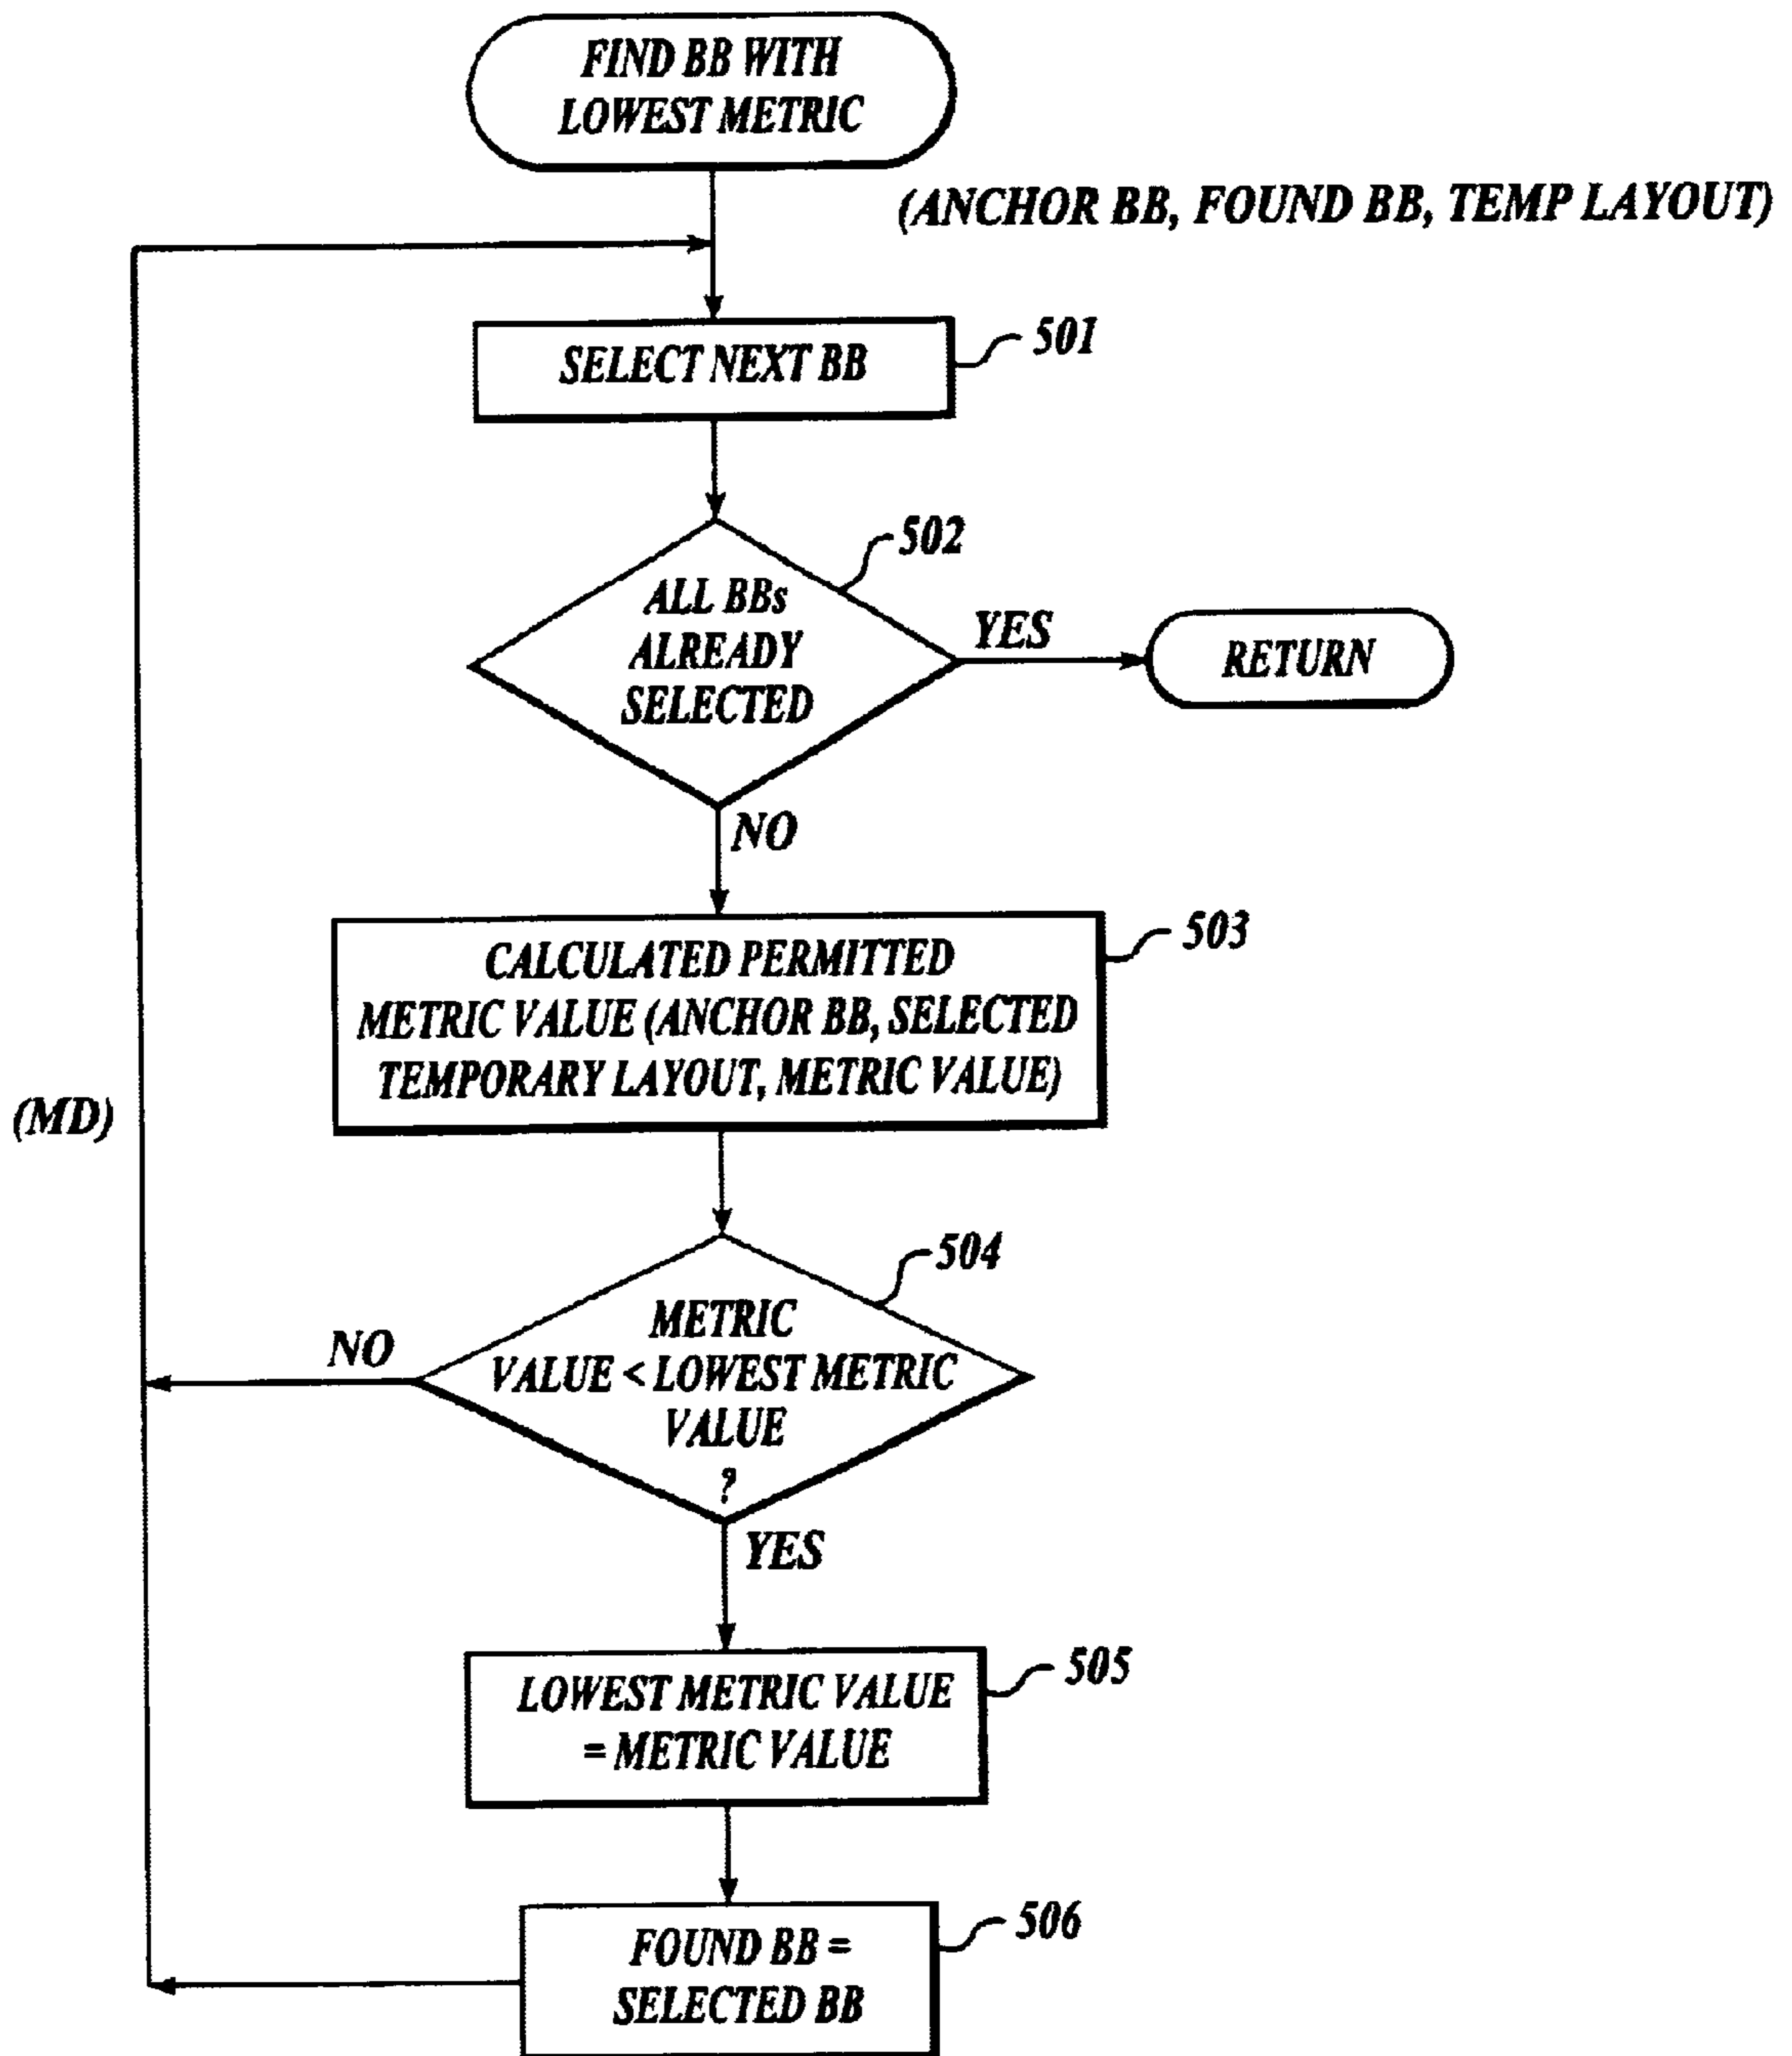 FIND BB WITH
LOWEST METRIC
(ANCHOR BB, FOUND BB, TEMP LAYOUT)
SELECT NEXT BB
501
502
ALL BBs
ALREADY
SELECTED
YES
RETURN
NO
503
CALCULATED PERMITTED
METRIC VALUE (ANCHOR BB, SELECTED
TEMPORARY LAYOUT, METRIC VALUE)
(MD)
504
METRIC
VALUE < LOWEST METRIC
VALUE
?
NO
YES
505
LOWEST METRIC VALUE
= METRIC VALUE
506
FOUND BB =
SELECTED BB